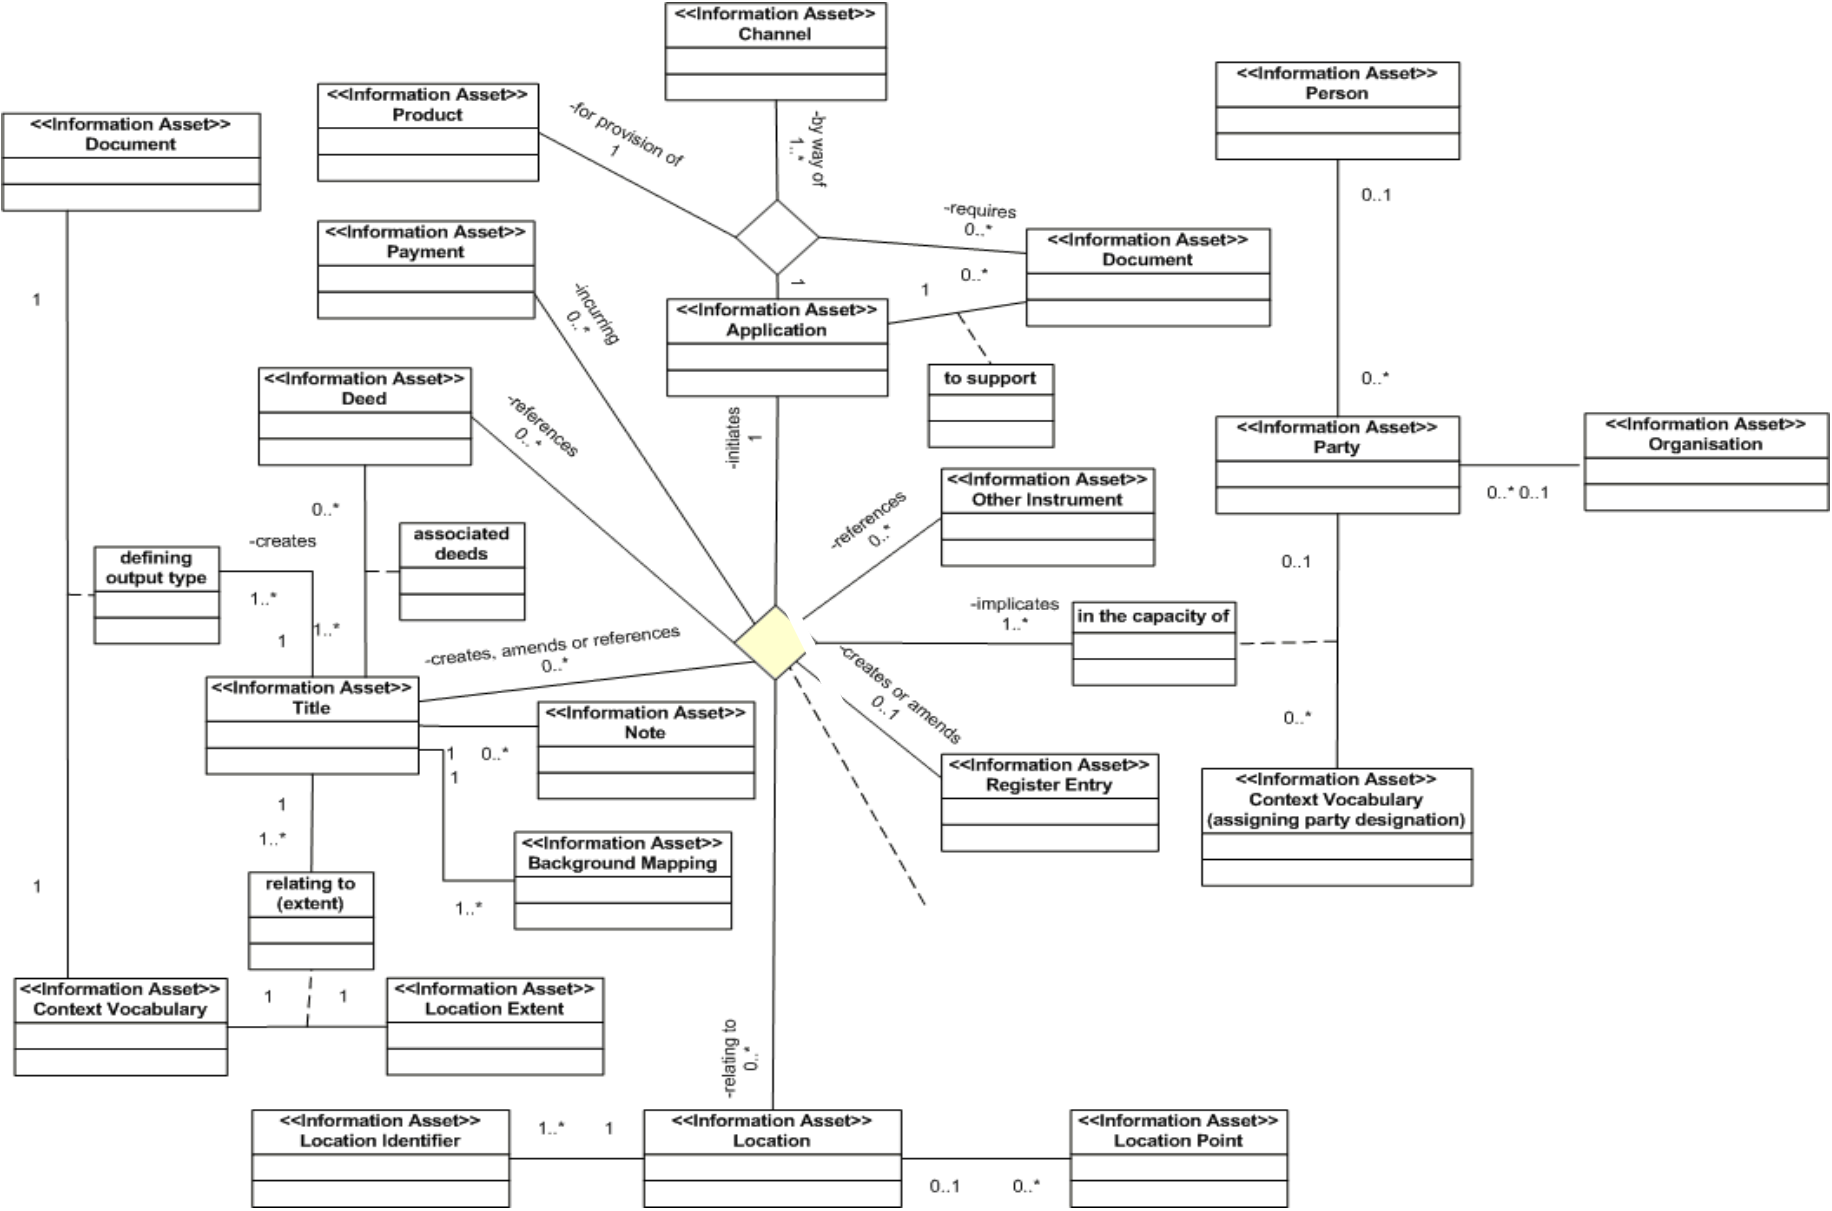 <<Information Asset>>
Channel
<<Information Asset>>
Person
<<Information Asset>>
Product
-for provision of
1
-by way of
1..*
<<Information Asset>>
Document
0..1
-requires
0..*
<<Information Asset>>
Payment
<<Information Asset>>
Document
0..*
1
1
1
-incurring
0..*
<<Information Asset>>
Application
<<Information Asset>>
Deed
to support
0..*
-references
0..*
-initiates
1
<<Information Asset>>
Party
<<Information Asset>>
Organisation
0..* 0..1
<<Information Asset>>
Other Instrument
-references
0..*
0..*
associated
deeds
-creates
defining
output type
1..*
1
1..*
0..1
-implicates
1..*
in the capacity of
-creates, amends or references
0..*
-creates or amends
0..1
<<Information Asset>>
Title
<<Information Asset>>
Note
0..*
1
0..*
1
1
1..*
<<Information Asset>>
Register Entry
<<Information Asset>>
Context Vocabulary
(assigning party designation)
<<Information Asset>>
Background Mapping
1..*
1
relating to
(extent)
<<Information Asset>>
Context Vocabulary
1
1
<<Information Asset>>
Location Extent
-relating to
0..*
<<Information Asset>>
Location Identifier
1..*
1
<<Information Asset>>
Location
0..1
0..*
<<Information Asset>>
Location Point